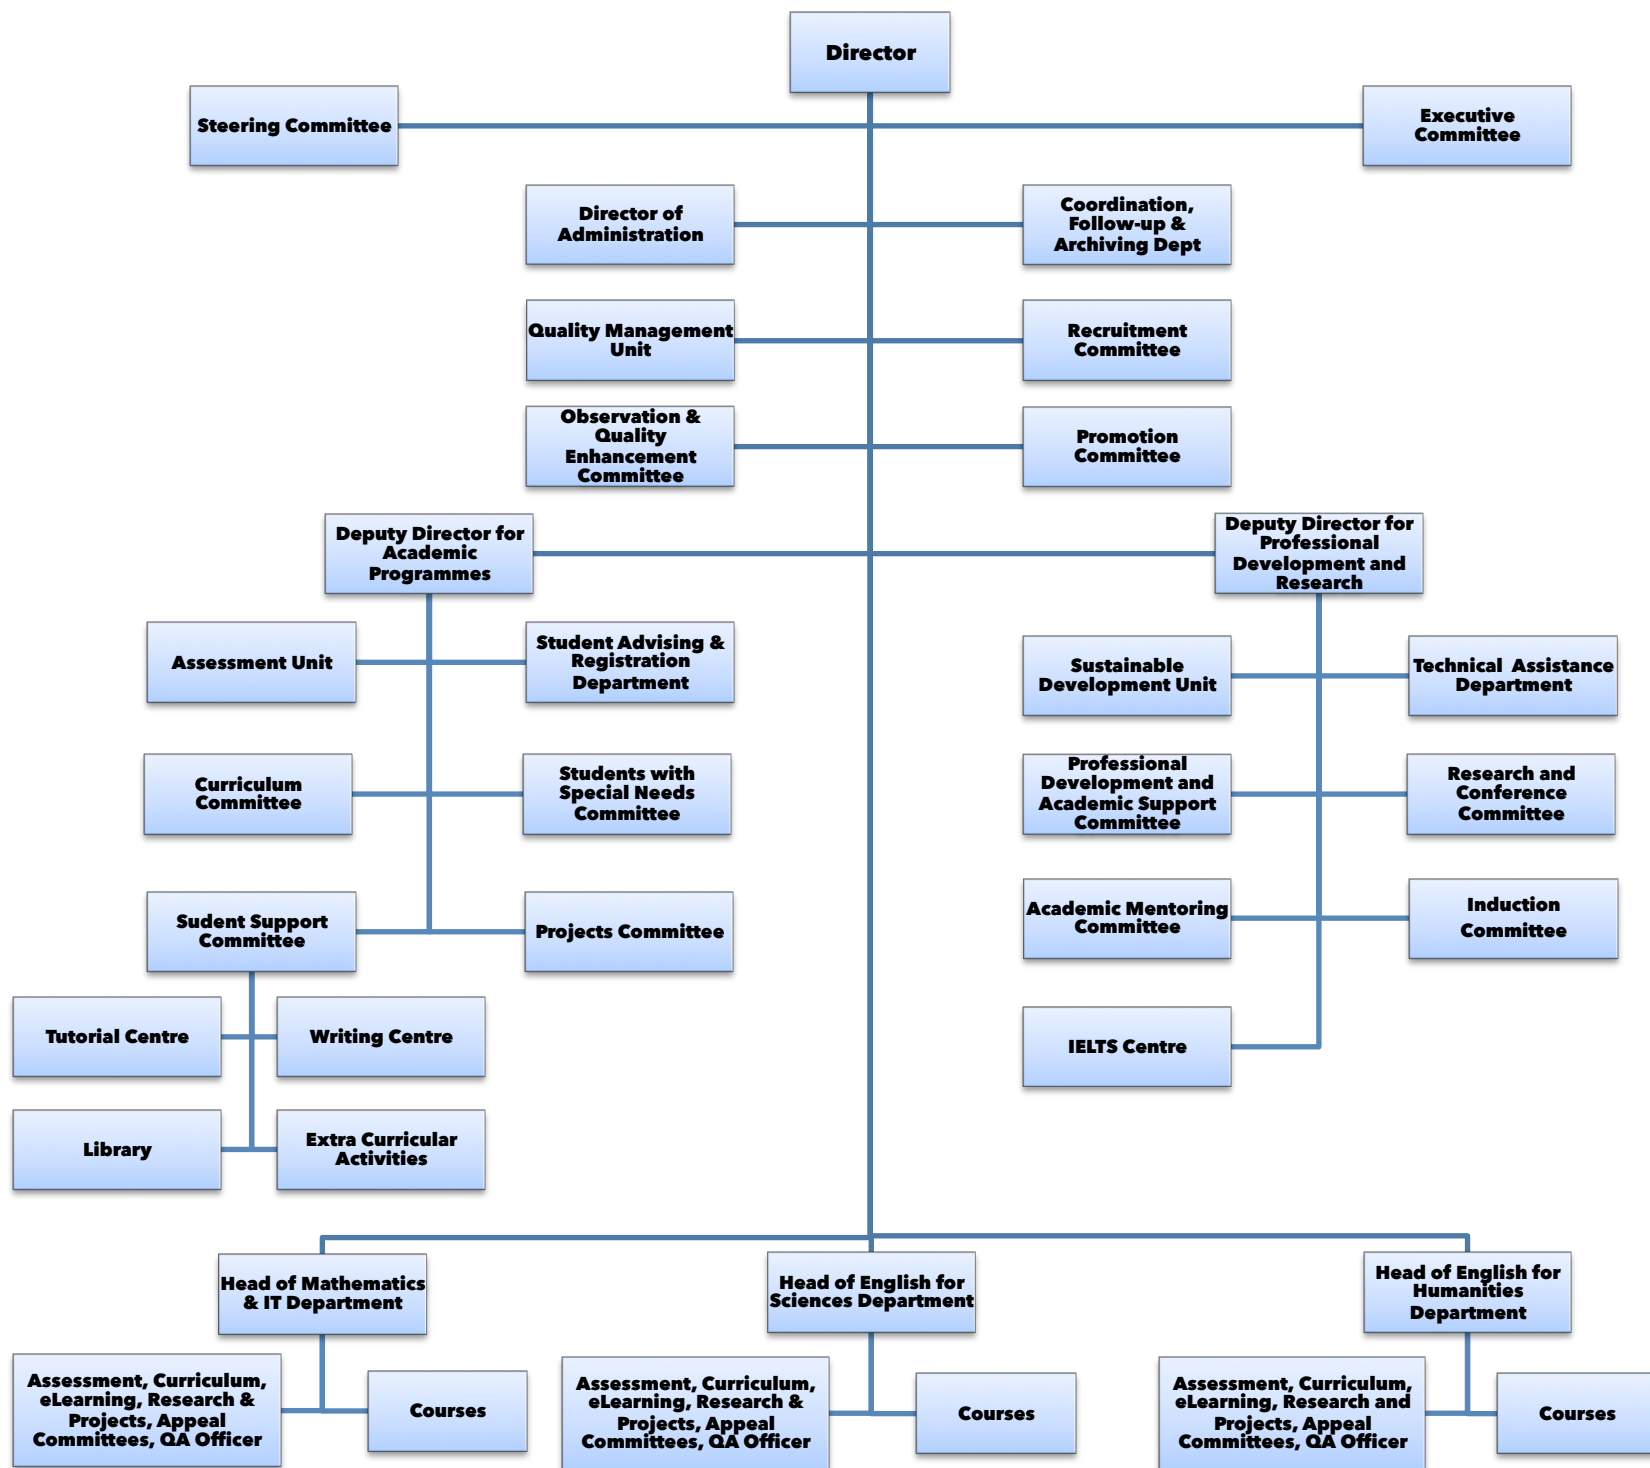 Director
Steering Committee
Executive
Committee
Director of
Administration
Coordination,
Follow-up &
Archiving Dept
Quality Management
Unit
Recruitment
Committee
Observation &
Quality
Enhancement
Committee
Promotion
Committee
Deputy Director for
Academic
Programmes
Deputy Director for
Professional
Development and
Research
Assessment Unit
Student Advising &
Registration
Department
Sustainable
Development Unit
Technical Assistance
Department
Curriculum
Committee
Students with
Special Needs
Committee
Professional
Development and
Academic Support
Committee
Research and
Conference
Committee
Sudent Support
Committee
Projects Committee
Academic Mentoring
Committee
Induction
Committee
Tutorial Centre
Writing Centre
IELTS Centre
Library
Extra Curricular
Activities
Head of Mathematics
& IT Department
Head of English for
Sciences Department
Head of English for
Humanities
Department
Assessment, Curriculum,
eLearning, Research &
Projects, Appeal
Committees, QA Officer
Courses
Assessment, Curriculum,
eLearning, Research &
Projects, Appeal
Committees, QA Officer
Courses
Assessment, Curriculum,
eLearning, Research and
Projects, Appeal
Committees, QA Officer
Courses